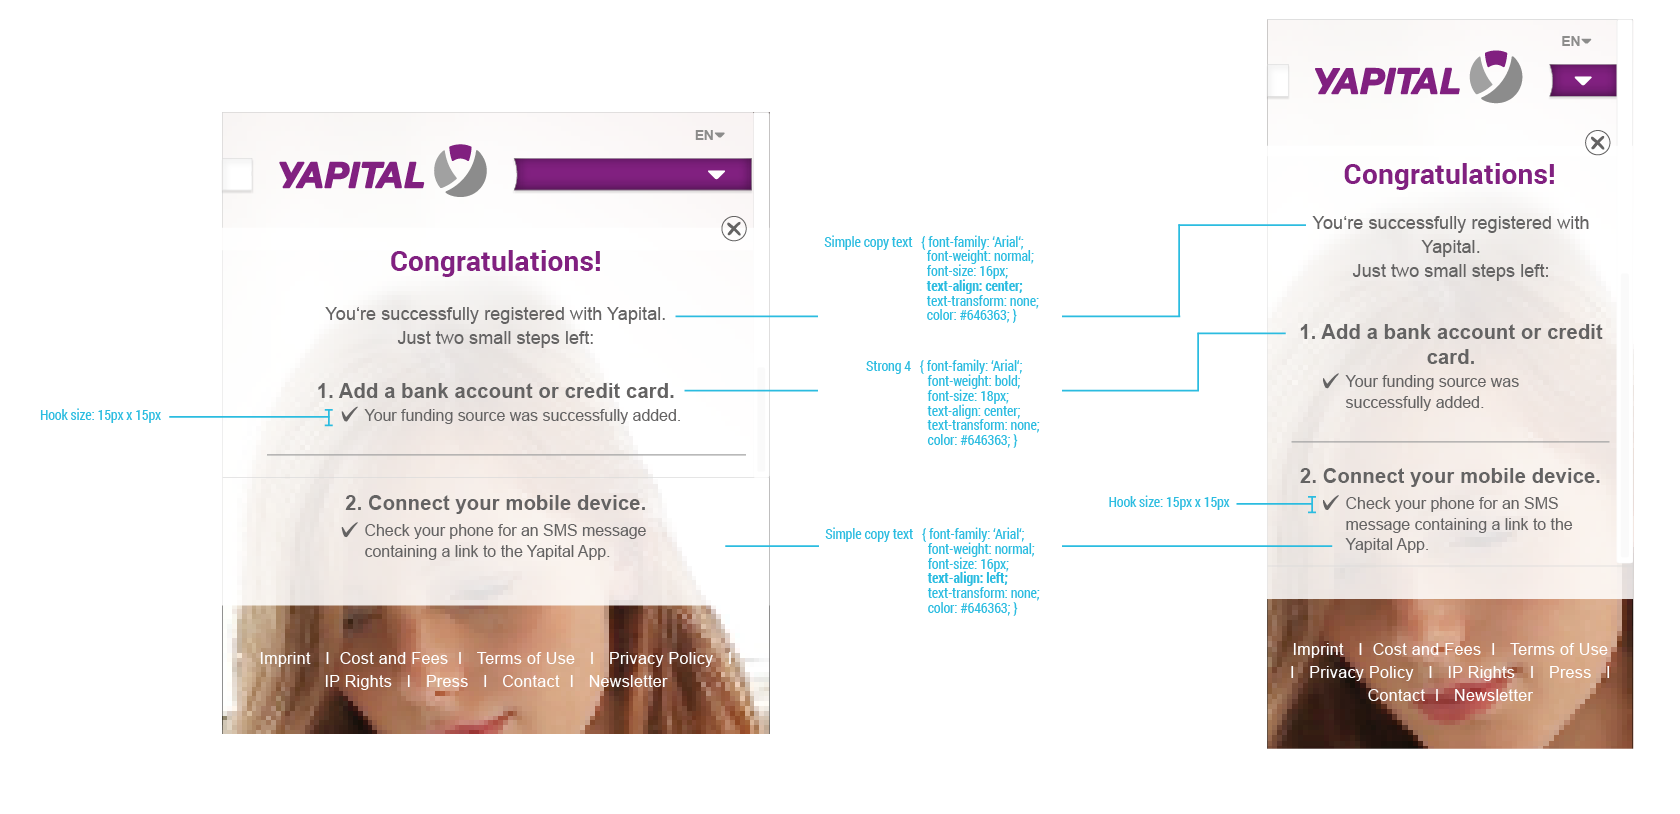 EN
YAPITAL
Congratulations!
You're successfully registered with Yapital.
Just two small steps left:
1. Add a bank account or credit card.
Your funding source was successfully added.
2. Connect your mobile device.
Check your phone for an SMS message
containing a link to the Yapital App.
Imprint I Cost and Fees I Terms of Use I Privacy Policy I
IP Rights I Press I Contact I Newsletter
Hook size: 15px x 15px
Simple copy text { font-family: 'Arial';
font-weight: normal;
font-size: 16px;
text-align: center;
text-transform: none;
color: #646363; }
Strong 4 { font-family: 'Arial';
font-weight: bold;
font-size: 18px;
text-align: center;
text-transform: none;
color: #646363; }
Simple copy text { font-family: 'Arial';
font-weight: normal;
font-size: 16px;
text-align: left;
text-transform: none;
color: #646363; }
Hook size: 15px x 15px
EN
YAPITAL
Congratulations!
You're successfully registered with
Yapital.
Just two small steps left:
1. Add a bank account or credit
card.
Your funding source was
successfully added.
2. Connect your mobile device.
Check your phone for an SMS
message containing a link to the
Yapital App.
Imprint I Cost and Fees I Terms of Use
I Privacy Policy I IP Rights I Press I
Contact I Newsletter